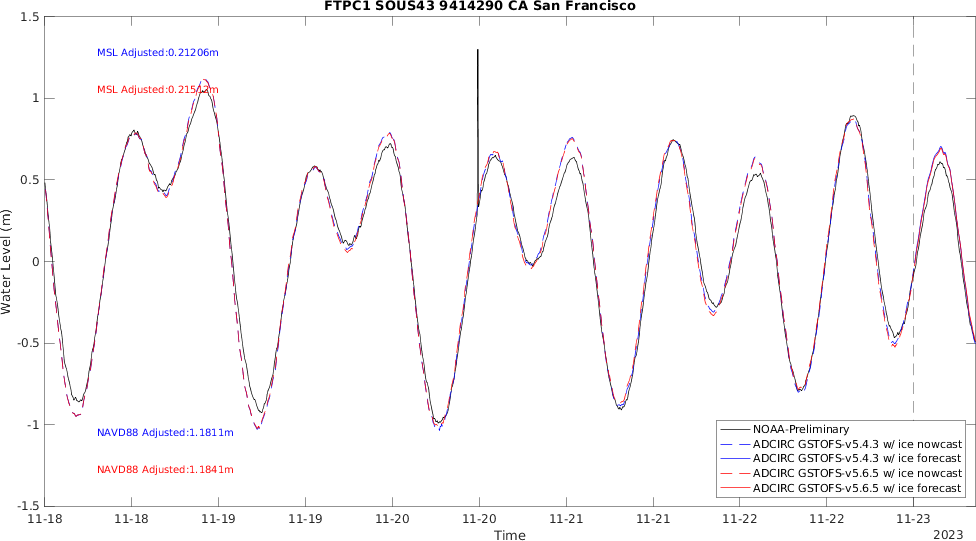 FTPC1 SOUS43 9414290 CA San Francisco
1.5
MSL Adjusted:0.21206m
1
MSL Adjusted:0.21512m
0.5
Water Level (m)
0
-0.5
-1
NAVD88 Adjusted:1.1811m
NAVD88 Adjusted:1.1841m
-1.5
NOAA-Preliminary
ADCIRC GSTOFS-v5.4.3 w/ ice nowcast
ADCIRC GSTOFS-v5.4.3 w/ ice forecast
ADCIRC GSTOFS-v5.6.5 w/ ice nowcast
ADCIRC GSTOFS-v5.6.5 w/ ice forecast
11-18 11-18 11-19 11-19 11-20 11-20 11-21 11-21 11-22 11-22 11-23
Time
2023